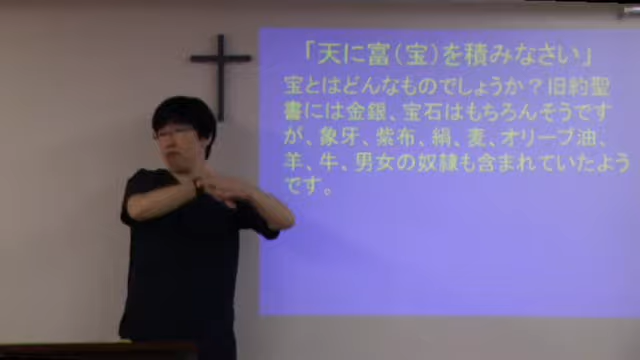 「天に富(宝)を積みなさい」
宝とはどんなものでしょうか?旧約聖
書には金銀、宝石はもちろんそうです
が、象牙、紫布、絹、麦、オリーブ油、
羊、牛、男女の奴隷も含まれていたよう
です。